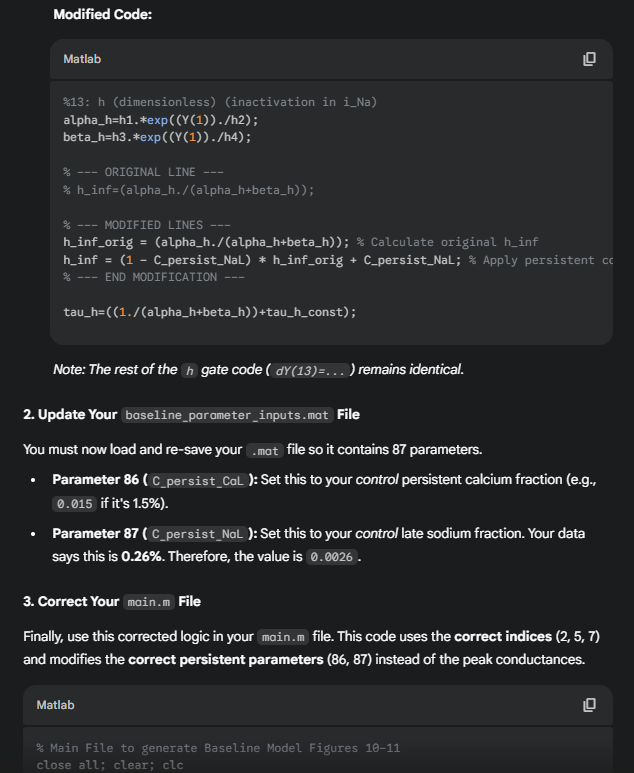 Modified Code:
Matlab
%13: h (dimensionless) (inactivation in i_Na)
alpha_h=h1.*exp((Y(1))./h2);
beta_h=h3.*exp((Y(1))./h4);
% --- ORIGINAL LINE ---
% h_inf=(alpha_h./(alpha_h+beta_h));
% --- MODIFIED LINES ---
h_inf_orig = (alpha_h./(alpha_h+beta_h)); % Calculate original h_inf
h_inf = (1 - C_persist_NaL) * h_inf_orig + C_persist_NaL; % Apply persistent co
% --- END MODIFICATION ---
tau_h=((1./(alpha_h+beta_h))+tau_h_const);
Note: The rest of the h gate code ( dY(13)=... ) remains identical.
2. Update Your baseline_parameter_inputs.mat File
You must now load and re-save your .mat file so it contains 87 parameters.
• Parameter 86 ( C_persist_CaL ): Set this to your control persistent calcium fraction (e.g.,
0.015 if it's 1.5%).
• Parameter 87 ( C_persist_NaL ): Set this to your control late sodium fraction. Your data
says this is 0.26%. Therefore, the value is 0.0026 .
3. Correct Your main.m File
Finally, use this corrected logic in your main.m file. This code uses the correct indices (2, 5, 7)
and modifies the correct persistent parameters (86, 87) instead of the peak conductances.
Matlab
% Main File to generate Baseline Model Figures 10-11
close all; clear; clc